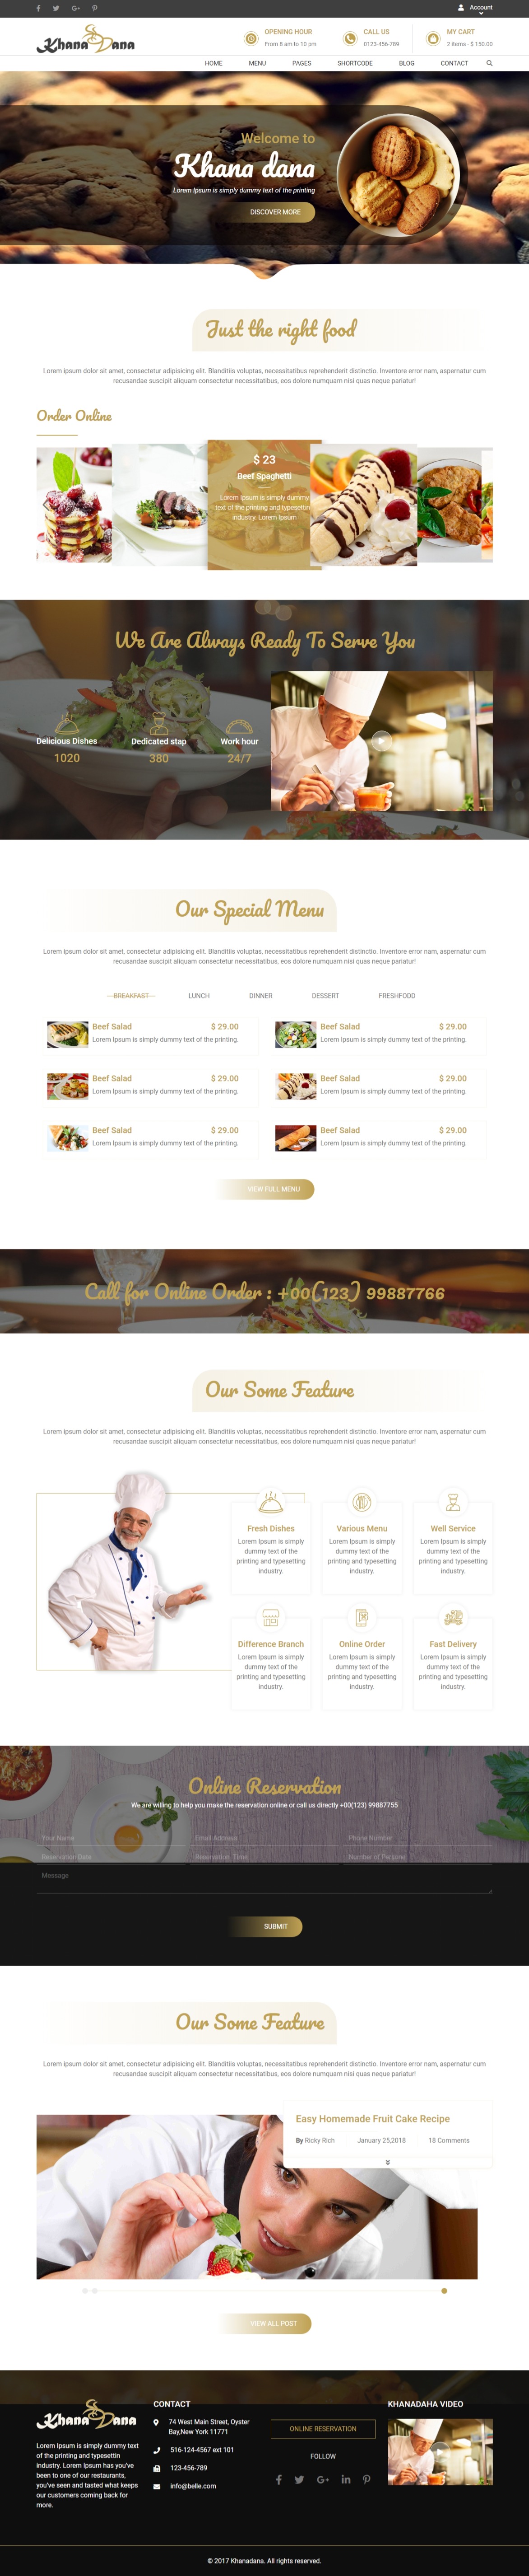 Account
Khana Dana
OPENING HOUR
From 8 am to 10 pm
CALL US
0123-456-789
MY CART
2 items - $ 150.00
HOME
MENU
PAGES
SHORTCODE
BLOG
CONTACT
Welcome to
Khana dana
Lorem Ipsum is simply dummy text of the printing
DISCOVER MORE
Just the right food
Lorem ipsum dolor sit amet, consectetur adipisicing elit. Blanditiis voluptas, necessitatibus reprehenderit distinctio. Inventore error nam, aspernatur cum
recusandae suscipit aliquam consectetur necessitatibus, eos dolore numquam nisi quas neque pariatur!
Order Online
$ 23
Beef Spaghetti
Lorem Ipsum is simply dummy
text of the printing and typesettin
industry. Lorem Ipsum
We Are Always Ready To Serve You
Delicious Dishes
1020
Dedicated stap
380
Work hour
24/7
Our Special Menu
Lorem ipsum dolor sit amet, consectetur adipisicing elit. Blanditiis voluptas, necessitatibus reprehenderit distinctio. Inventore error nam, aspernatur cum
recusandae suscipit aliquam consectetur necessitatibus, eos dolore numquam nisi quas neque pariatur!
BREAKFAST
LUNCH
DINNER
DESSERT
FRESHFODD
Beef Salad $ 29.00
Lorem Ipsum is simply dummy text of the printing.
Beef Salad $ 29.00
Lorem Ipsum is simply dummy text of the printing.
Beef Salad $ 29.00
Lorem Ipsum is simply dummy text of the printing.
Beef Salad $ 29.00
Lorem Ipsum is simply dummy text of the printing.
Beef Salad $ 29.00
Lorem Ipsum is simply dummy text of the printing.
Beef Salad $ 29.00
Lorem Ipsum is simply dummy text of the printing.
VIEW FULL MENU
Call for Online Order : +00(123) 99887766
Our Some Feature
Lorem ipsum dolor sit amet, consectetur adipisicing elit. Blanditiis voluptas, necessitatibus reprehenderit distinctio. Inventore error nam, aspernatur cum
recusandae suscipit aliquam consectetur necessitatibus, eos dolore numquam nisi quas neque pariatur!
Fresh Dishes
Lorem Ipsum is simply
dummy text of the
printing and typesetting
industry.
Various Menu
Lorem Ipsum is simply
dummy text of the
printing and typesetting
industry.
Well Service
Lorem Ipsum is simply
dummy text of the
printing and typesetting
industry.
Difference Branch
Lorem Ipsum is simply
dummy text of the
printing and typesetting
industry.
Online Order
Lorem Ipsum is simply
dummy text of the
printing and typesetting
industry.
Fast Delivery
Lorem Ipsum is simply
dummy text of the
printing and typesetting
industry.
Online Reservation
We are willing to help you make the reservation online or call us directly +00(123) 99887755
Your Name
Email Address
Phone Number
Reservation Date
Reservation Time
Number of Persons
Message
SUBMIT
Our Some Feature
Lorem ipsum dolor sit amet, consectetur adipisicing elit. Blanditiis voluptas, necessitatibus reprehenderit distinctio. Inventore error nam, aspernatur cum
recusandae suscipit aliquam consectetur necessitatibus, eos dolore numquam nisi quas neque pariatur!
Easy Homemade Fruit Cake Recipe
By Ricky Rich
January 25,2018
18 Comments
VIEW ALL POST
Khana Dana
Lorem Ipsum is simply dummy text
of the printing and typesettin
industry. Lorem Ipsum has you've
been to one of our restaurants,
you've seen and tasted what keeps
our customers coming back for
more.
CONTACT
74 West Main Street, Oyster
Bay,New York 11771
516-124-4567 ext 101
123-456-789
info@belle.com
ONLINE RESERVATION
FOLLOW
KHANADAHA VIDEO
© 2017 Khanadana. All rights reserved.